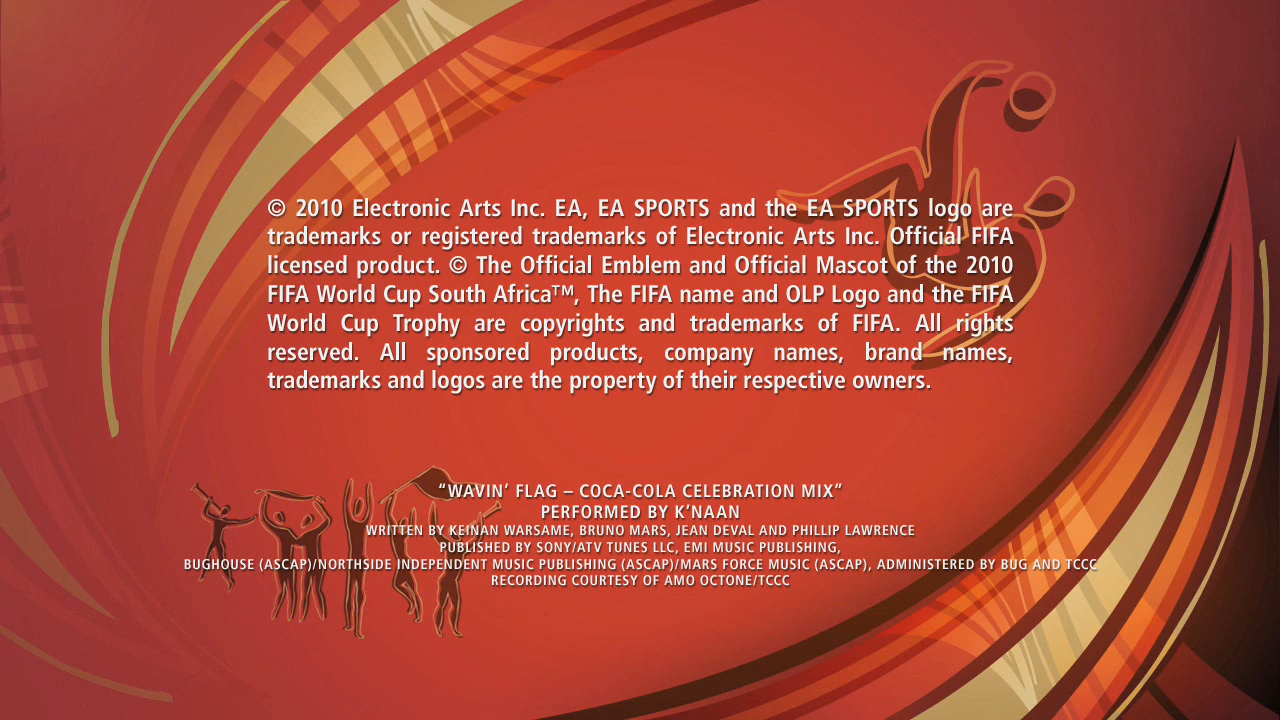 © 2010 Electronic Arts Inc. EA, EA SPORTS and the EA SPORTS logo are
trademarks or registered trademarks of Electronic Arts Inc. Official FIFA
licensed product. © The Official Emblem and Official Mascot of the 2010
FIFA World Cup South Africa™, The FIFA name and OLP Logo and the FIFA
World Cup Trophy are copyrights and trademarks of FIFA. All rights
reserved. All sponsored products, company names, brand names,
trademarks and logos are the property of their respective owners.
“WAVIN’ FLAG – COCA-COLA CELEBRATION MIX”
PERFORMED BY K’NAAN
WRITTEN BY KEINAN WARSAME, BRUNO MARS, JEAN DEVAL AND PHILLIP LAWRENCE
PUBLISHED BY SONY/ATV TUNES LLC, EMI MUSIC PUBLISHING,
BUGHOUSE (ASCAP)/NORTHSIDE INDEPENDENT MUSIC PUBLISHING (ASCAP)/MARS FORCE MUSIC (ASCAP), ADMINISTERED BY BUG AND TCCC
RECORDING COURTESY OF AMO OCTONE/TCCC